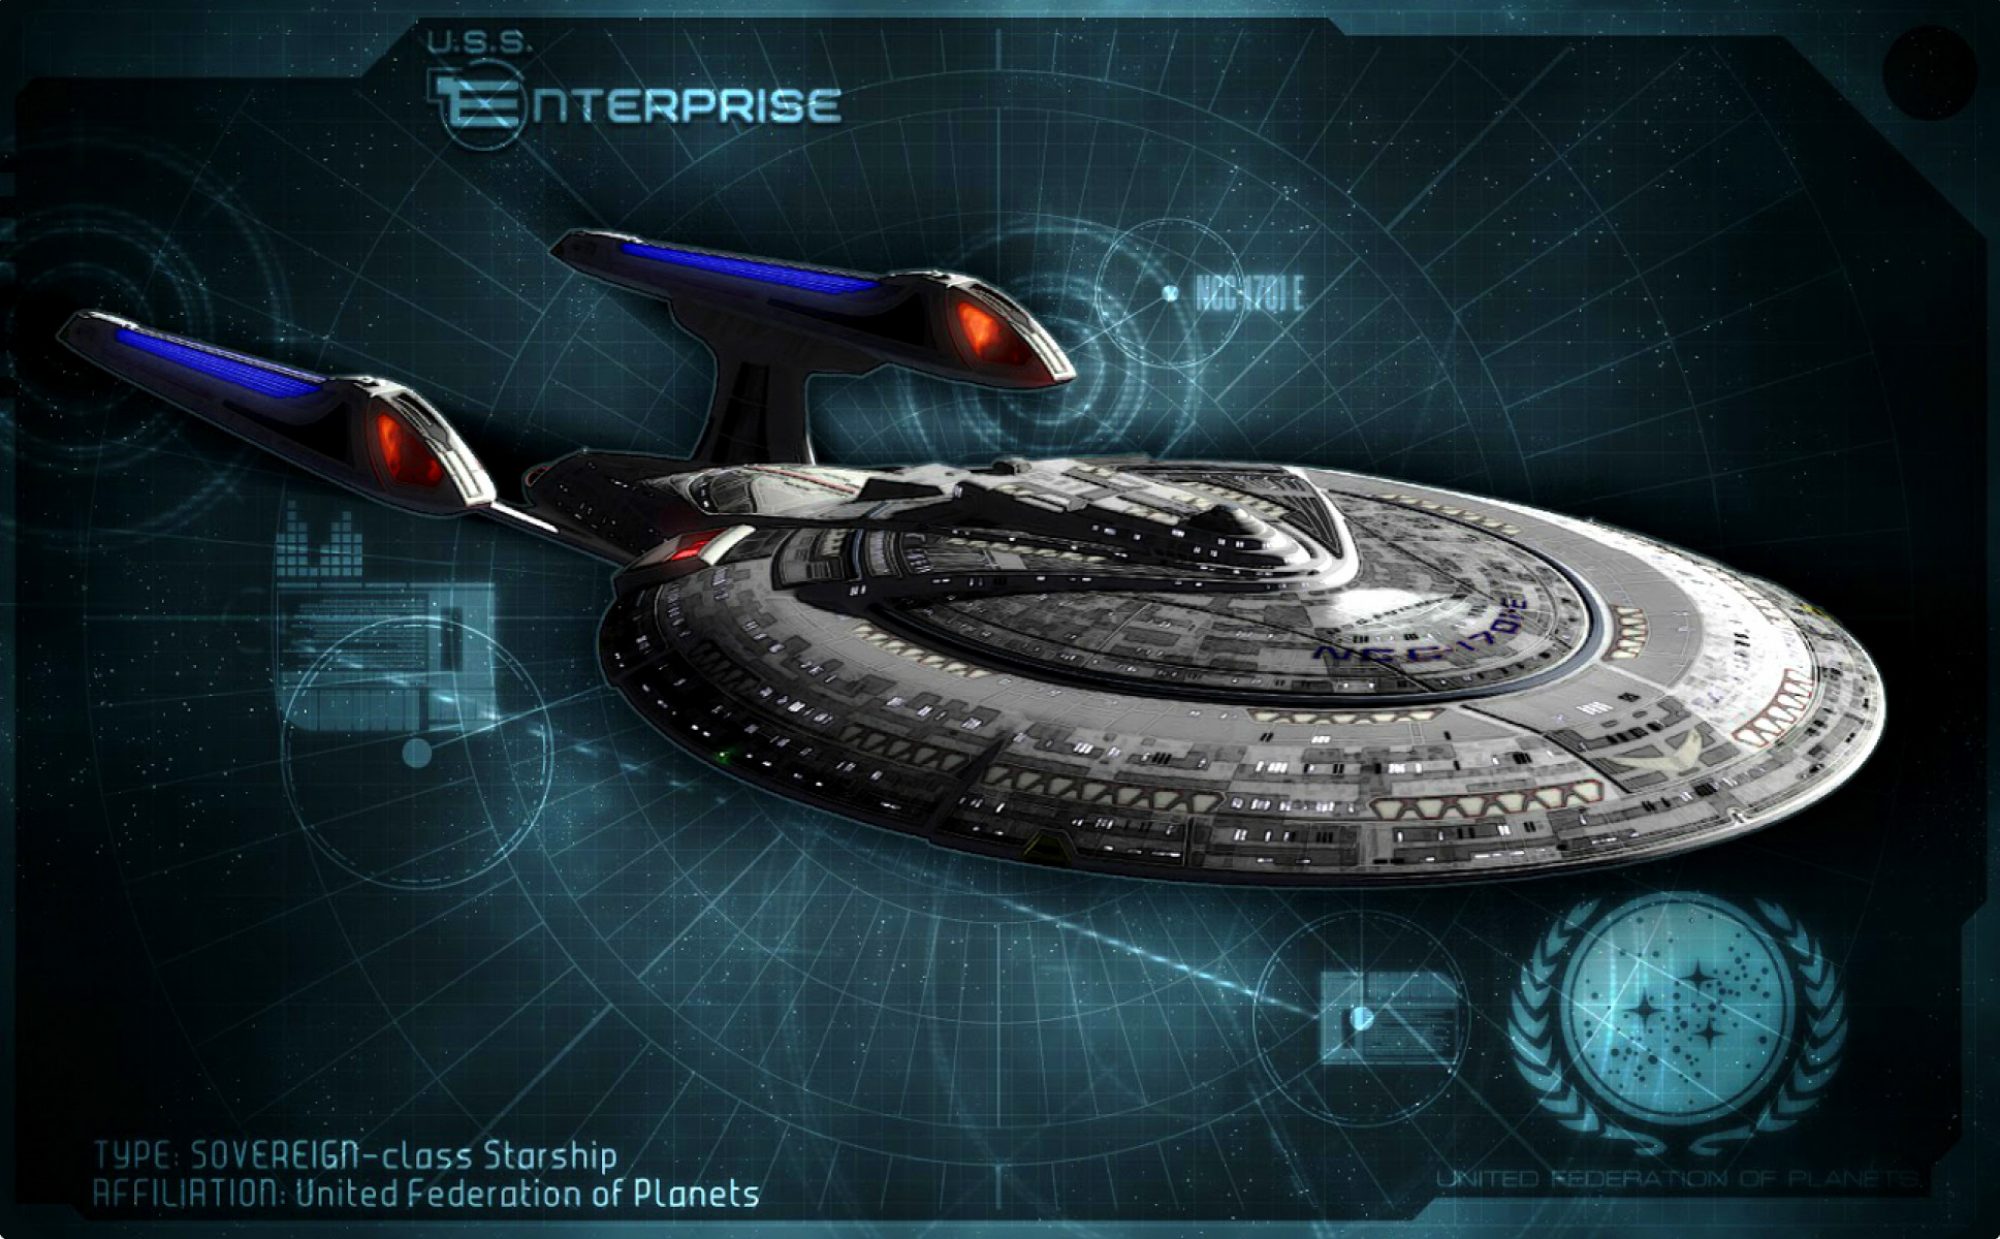 U.S.S.
ENTERPRISE
NCC 1701 E
NCC-1701-E
TYPE: SOVEREIGN-class Starship
AFFILIATION: United Federation of Planets
UNITED FEDERATION OF PLANETS